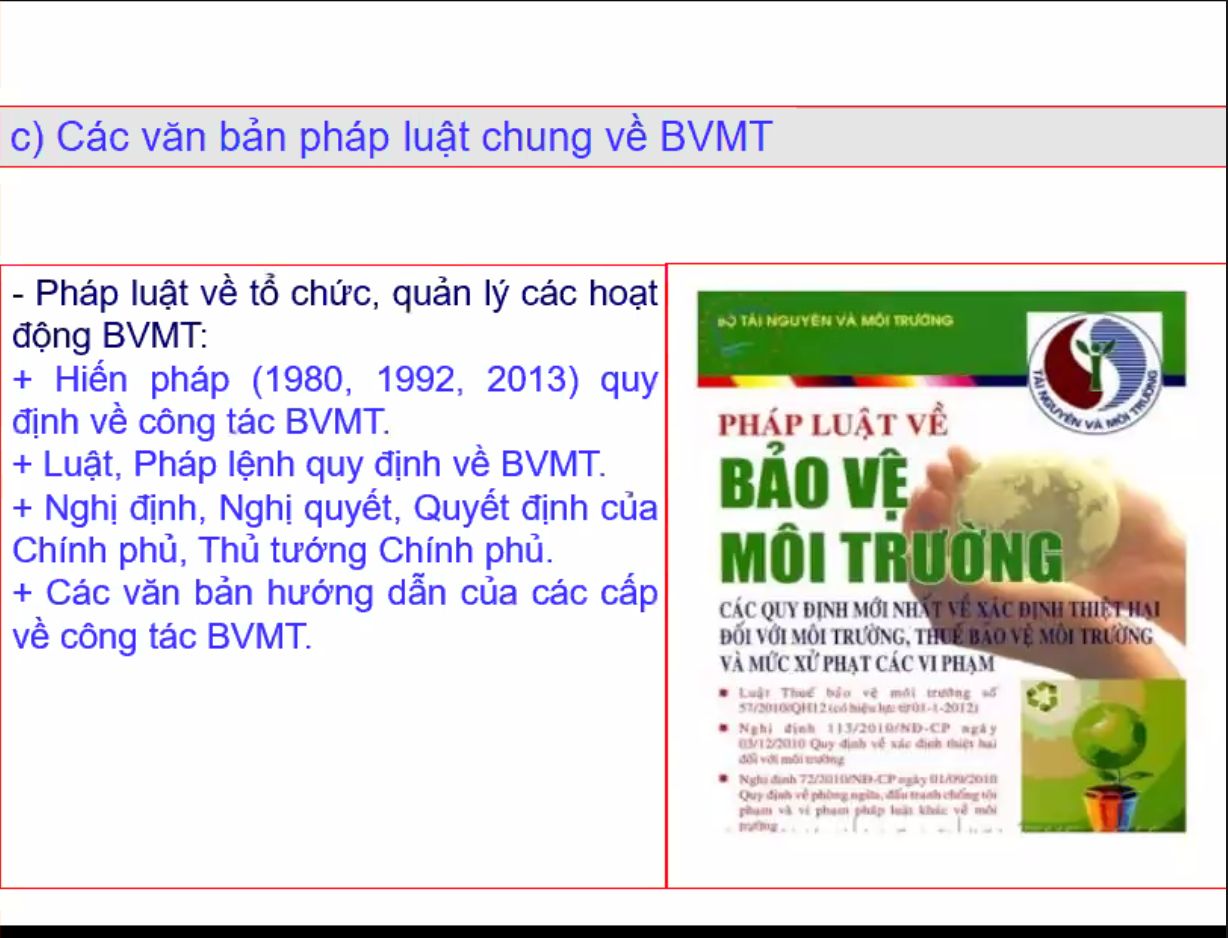 c) Các văn bản pháp luật chung về BVMT
- Pháp luật về tổ chức, quản lý các hoạt
động BVMT:
+ Hiến pháp (1980, 1992, 2013) quy
định về công tác BVMT.
+ Luật, Pháp lệnh quy định về BVMT.
+ Nghị định, Nghị quyết, Quyết định của
Chính phủ, Thủ tướng Chính phủ.
+ Các văn bản hướng dẫn của các cấp
về công tác BVMT.
BỘ TÀI NGUYÊN VÀ MÔI TRƯỜNG
TÀI NGUYÊN VÀ MÔI TRƯỜNG
PHÁP LUẬT VỀ
BẢO VỆ
MÔI TRƯỜNG
CÁC QUY ĐỊNH MỚI NHẤT VỀ XÁC ĐỊNH THIỆT HẠI
ĐỐI VỚI MÔI TRƯỜNG, THUẾ BẢO VỆ MÔI TRƯỜNG
VÀ MỨC XỬ PHẠT CÁC VI PHẠM
Luật Thuế bảo vệ môi trường số
57/2010/QH12 (có hiệu lực từ 01-1-2012)
Nghị định 113/2010/NĐ-CP ngày
03/12/2010 Quy định về xác định thiệt hại
đối với môi trường
Nghị định 72/2010/NĐ-CP ngày 01/09/2010
Quy định về phòng ngừa, đấu tranh chống tội
phạm và vi phạm pháp luật khác về môi
trường